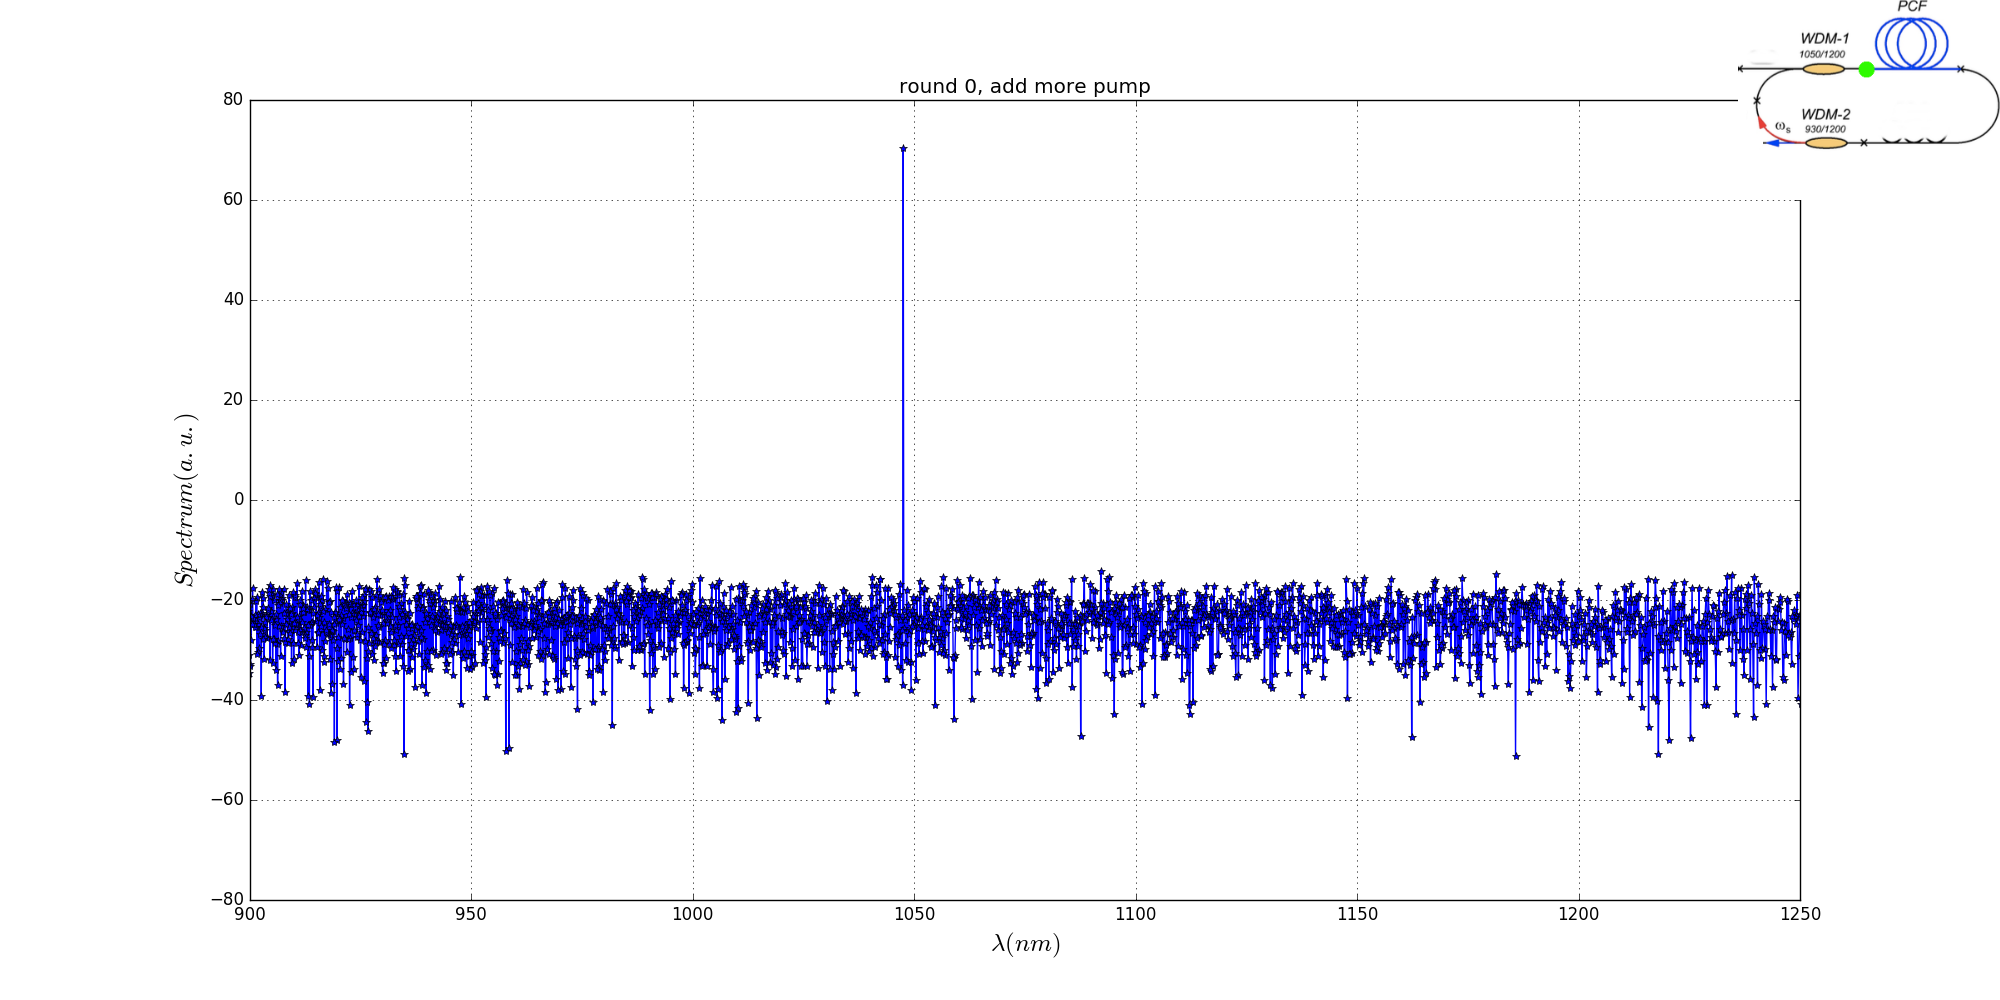 PCF
WDM-1
1050/1200
round 0, add more pump
WDM-2
ωs 930/1200
80
60
40
20
0
−20
−40
−60
−80
Spectrum(a. u. )
900 950 1000 1050 1100 1150 1200 1250
λ(nm)